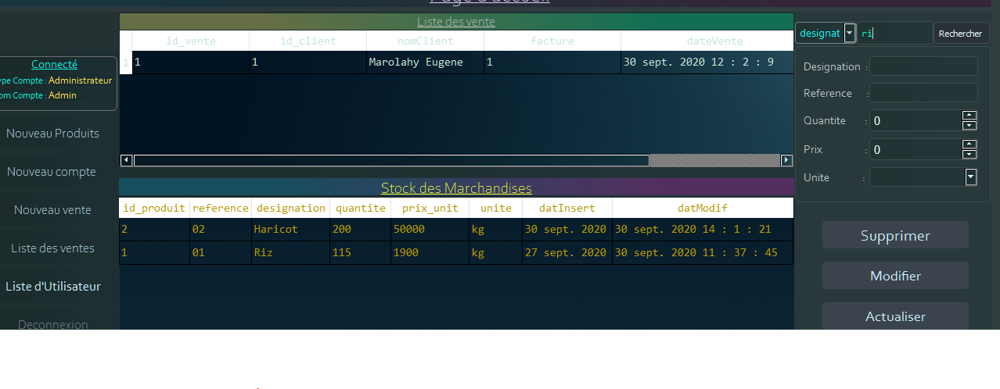 Page d'accueil
Liste des vente
id_vente id_client nomClient facture dateVente
1 1 1 Marolahy Eugene 1 30 sept. 2020 12 : 2 : 9
designat ri Rechercher
Connecté
ype Compte : Administrateur
om Compte : Admin
Nouveau Produits
Nouveau compte
Nouveau vente
Liste des ventes
Liste d'Utilisateur
Deconnexion
Designation :
Reference :
Quantite : 0
Prix : 0
Unite :
Stock des Marchandises
id_produit reference designation quantite prix_unit unite datInsert datModif
2 02 Haricot 200 50000 kg 30 sept. 2020 30 sept. 2020 14 : 1 : 21
1 01 Riz 115 1900 kg 27 sept. 2020 30 sept. 2020 11 : 37 : 45
Supprimer
Modifier
Actualiser